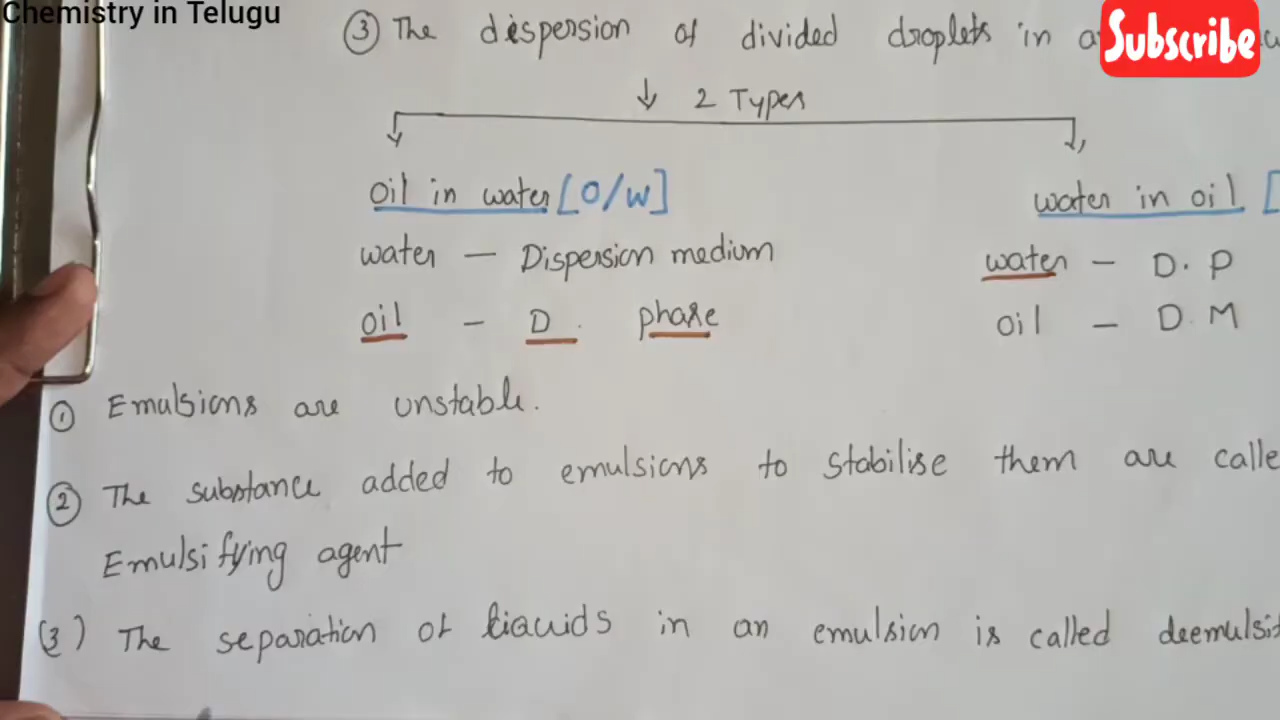 Chemistry in Telugu
③ The dispersion of divided droplets in
Subscribe
↓ 2 Types
oil in water [O/W]
water in oil [
water — Dispersion medium
water — D. P
oil — D. phase
oil — D. M
① Emulsions are unstable.
② The substance added to emulsions to stabilise them are calle
Emulsifying agent
(3) The separation of liquids in an emulsion is called deemulsif